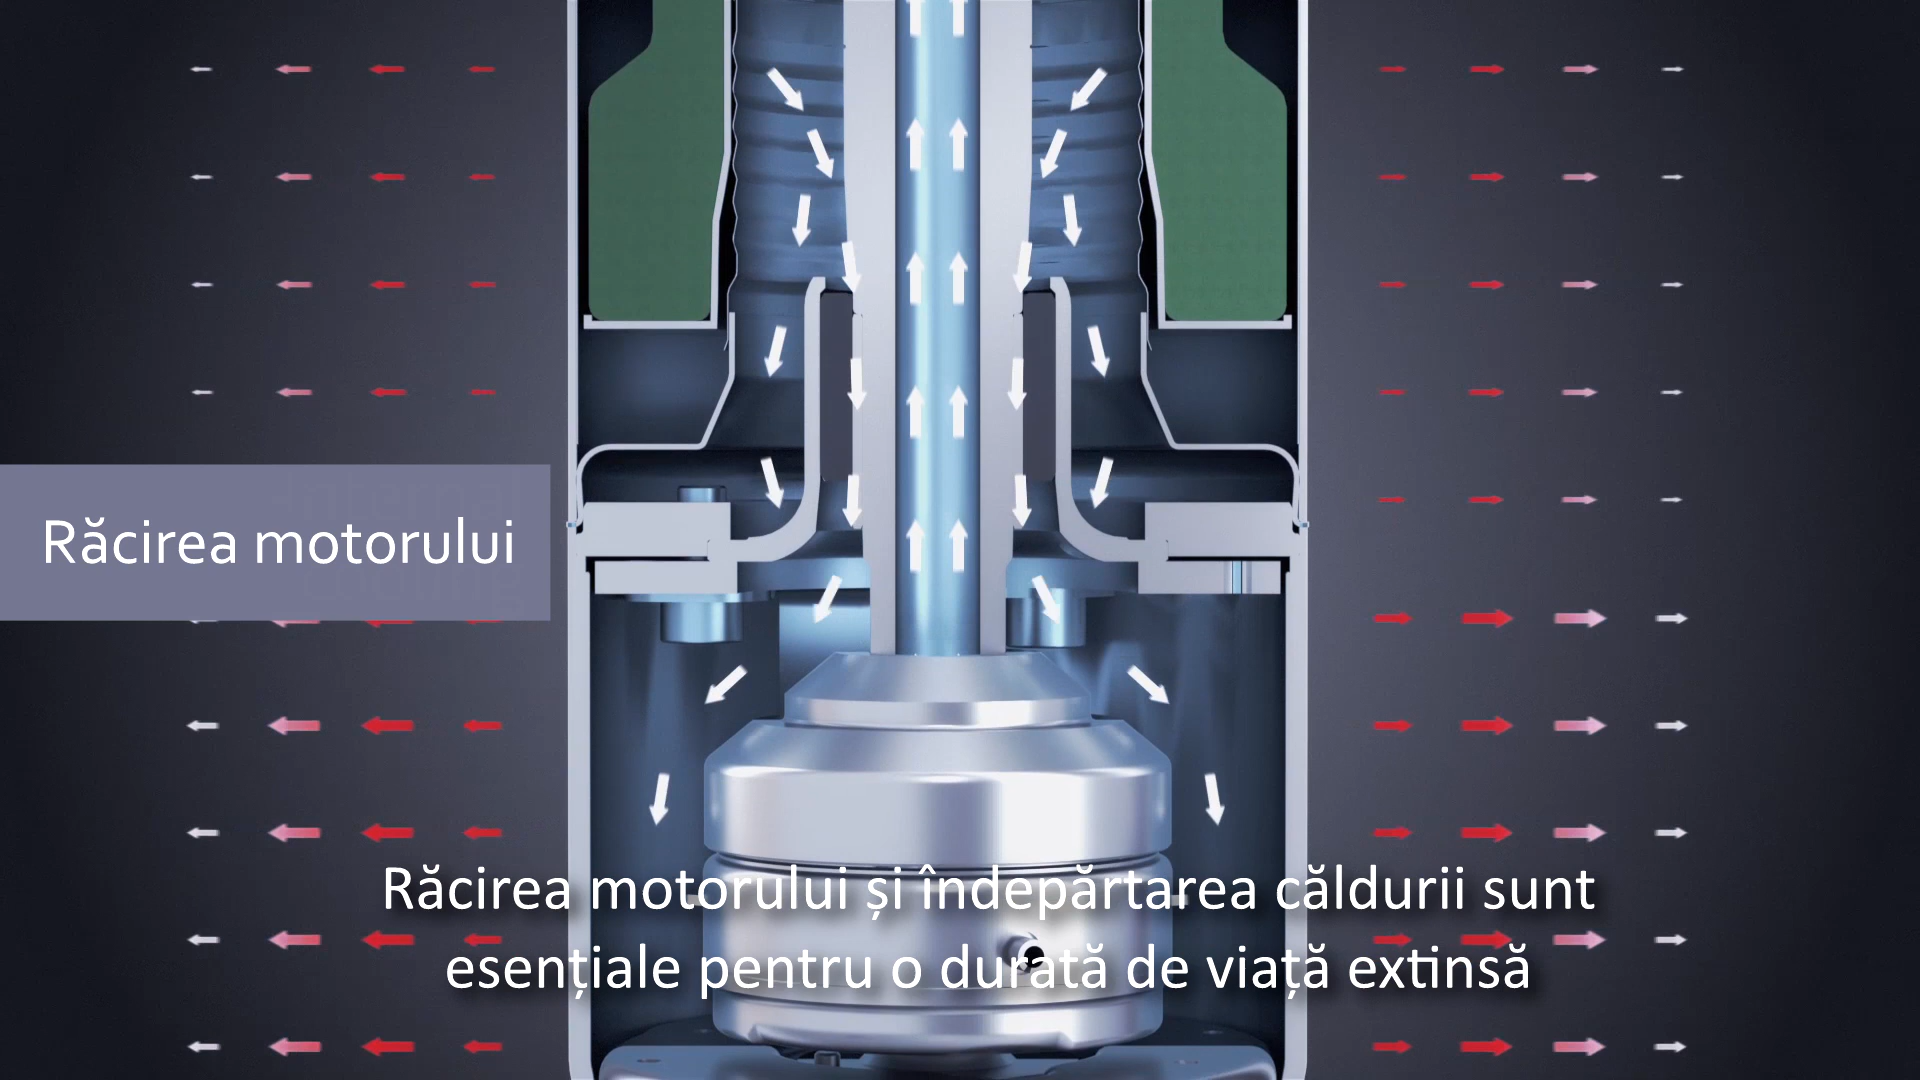 Răcirea motorului
Răcirea motorului și îndepărtarea căldurii sunt
esențiale pentru o durată de viață extinsă